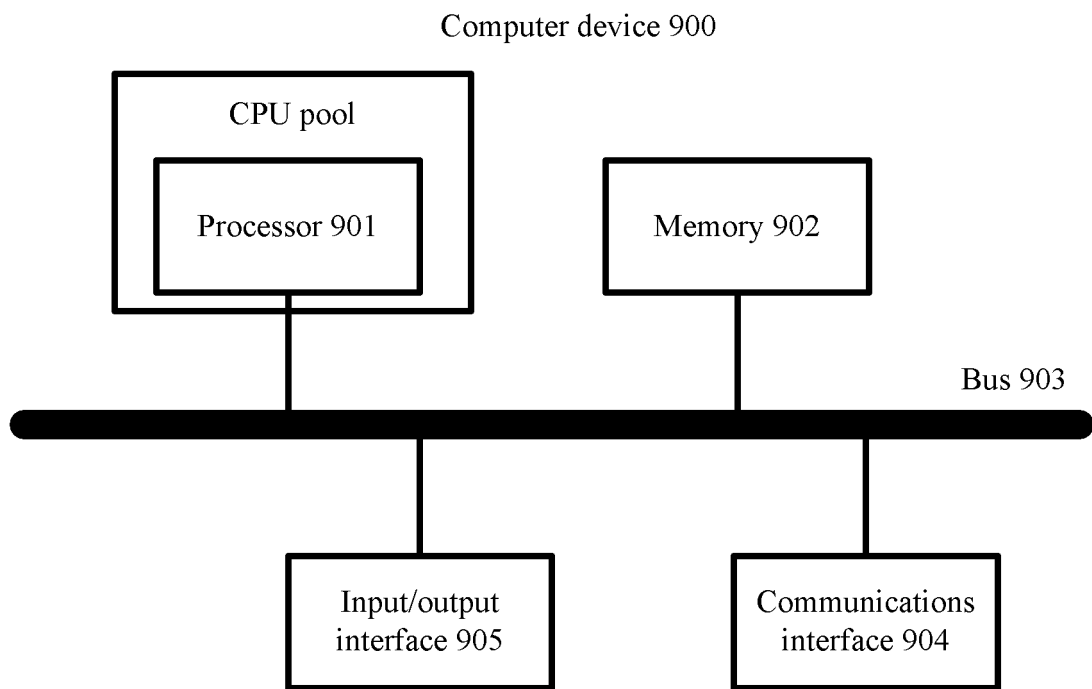 Computer device 900
CPU pool
Processor 901
Memory 902
Bus 903
Input/output
interface 905
Communications
interface 904